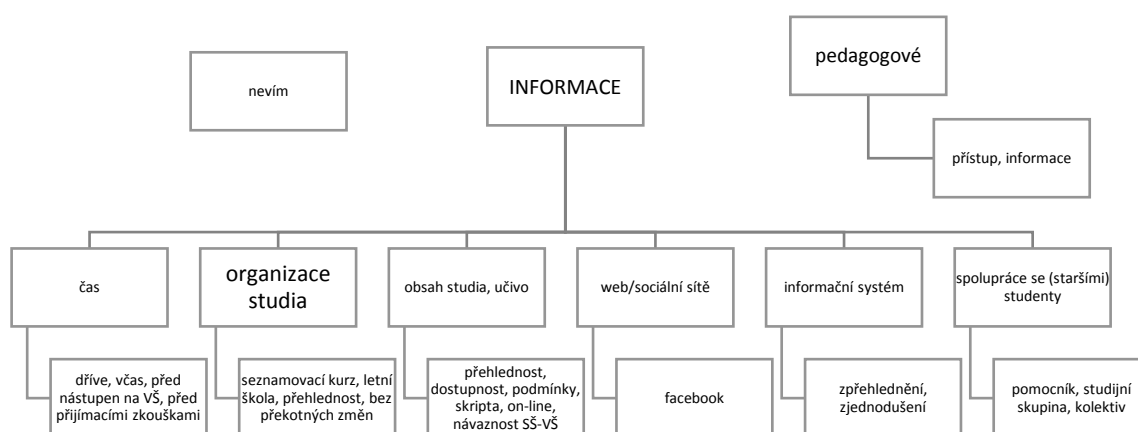 nevím
INFORMACE
pedagogové
přístup, informace
čas
organizace
studia
obsah studia, učivo
web/sociální sítě
informační systém
spolupráce se (staršími)
studenty
dříve, včas, před
nástupen na VŠ, před
přijímacími zkouškami
seznamovací kurz, letní
škola, přehlednost, bez
překotných změn
přehlednost,
dostupnost, podmínky,
skripta, on-line,
návaznost SŠ-VŠ
facebook
zpřehlednění,
zjednodušení
pomocník, studijní
skupina, kolektiv